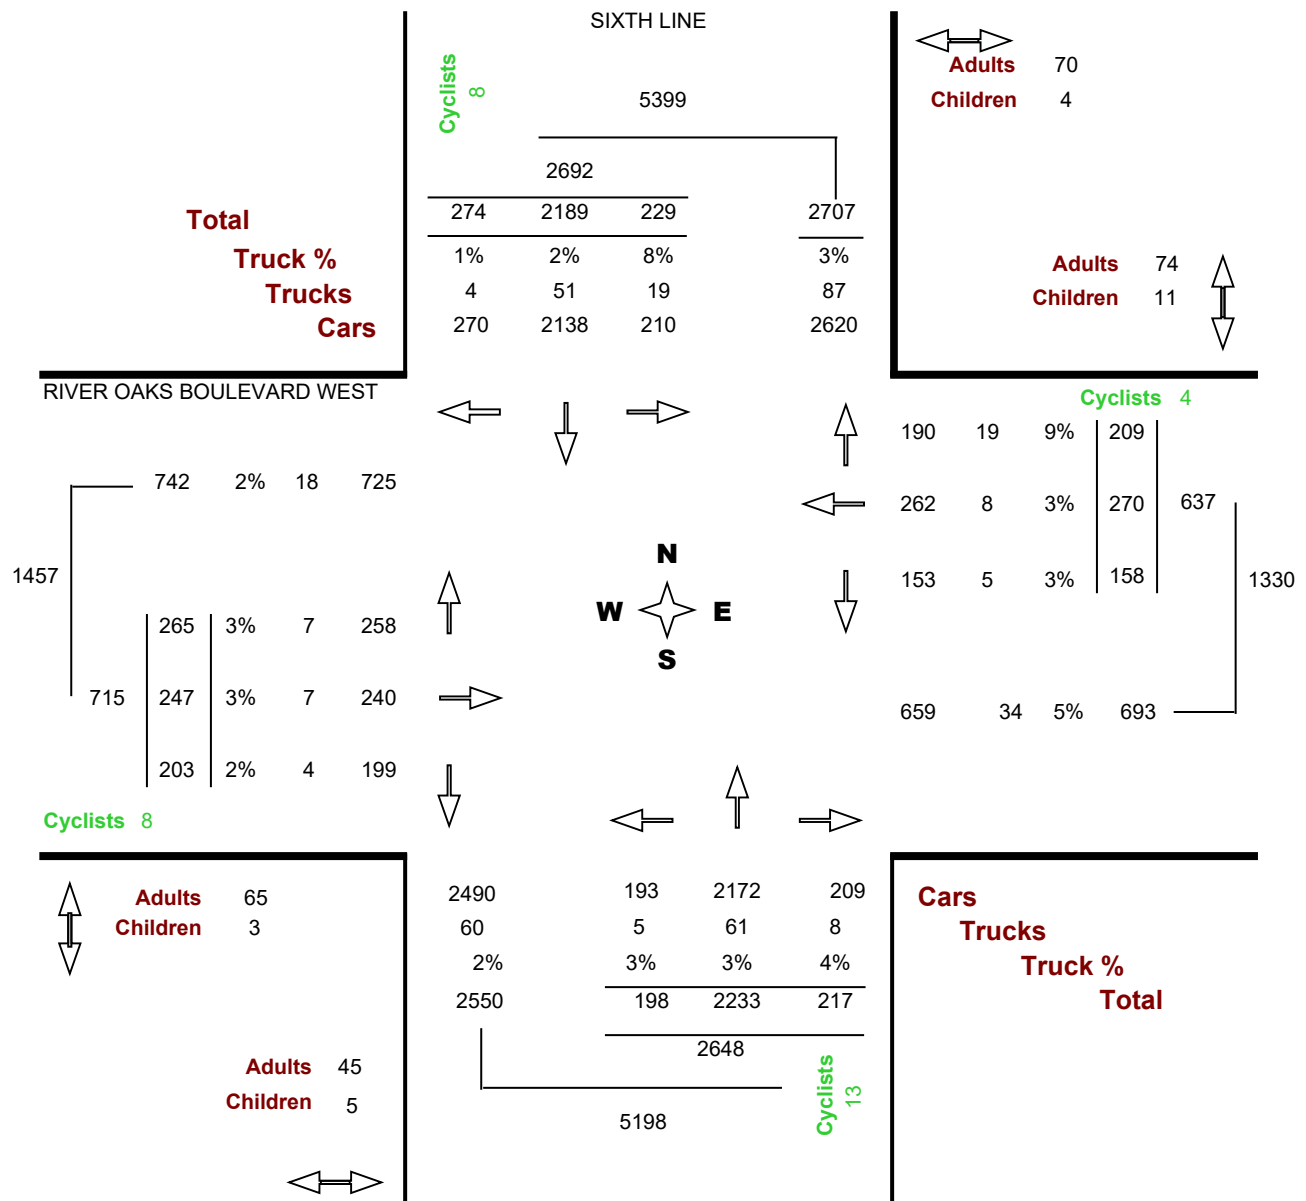 SIXTH LINE
Cyclists 8
5399
Adults 70
Children 4
2692
Total 274 2189 229 2707
Truck % 1% 2% 8% 3%
Trucks 4 51 19 87
Cars 270 2138 210 2620
Adults 74
Children 11
RIVER OAKS BOULEVARD WEST
Cyclists 4
190 19 9% 209
742 2% 18 725
262 8 3% 270 637
N
1457
153 5 3% 158 1330
W E
S
265 3% 7 258
715 247 3% 7 240
659 34 5% 693
203 2% 4 199
Cyclists 8
Adults 65
Children 3
2490 193 2172 209 Cars
60 5 61 8 Trucks
2% 3% 3% 4% Truck %
2550 198 2233 217 Total
2648
Adults 45
Children 5
Cyclists 13
5198